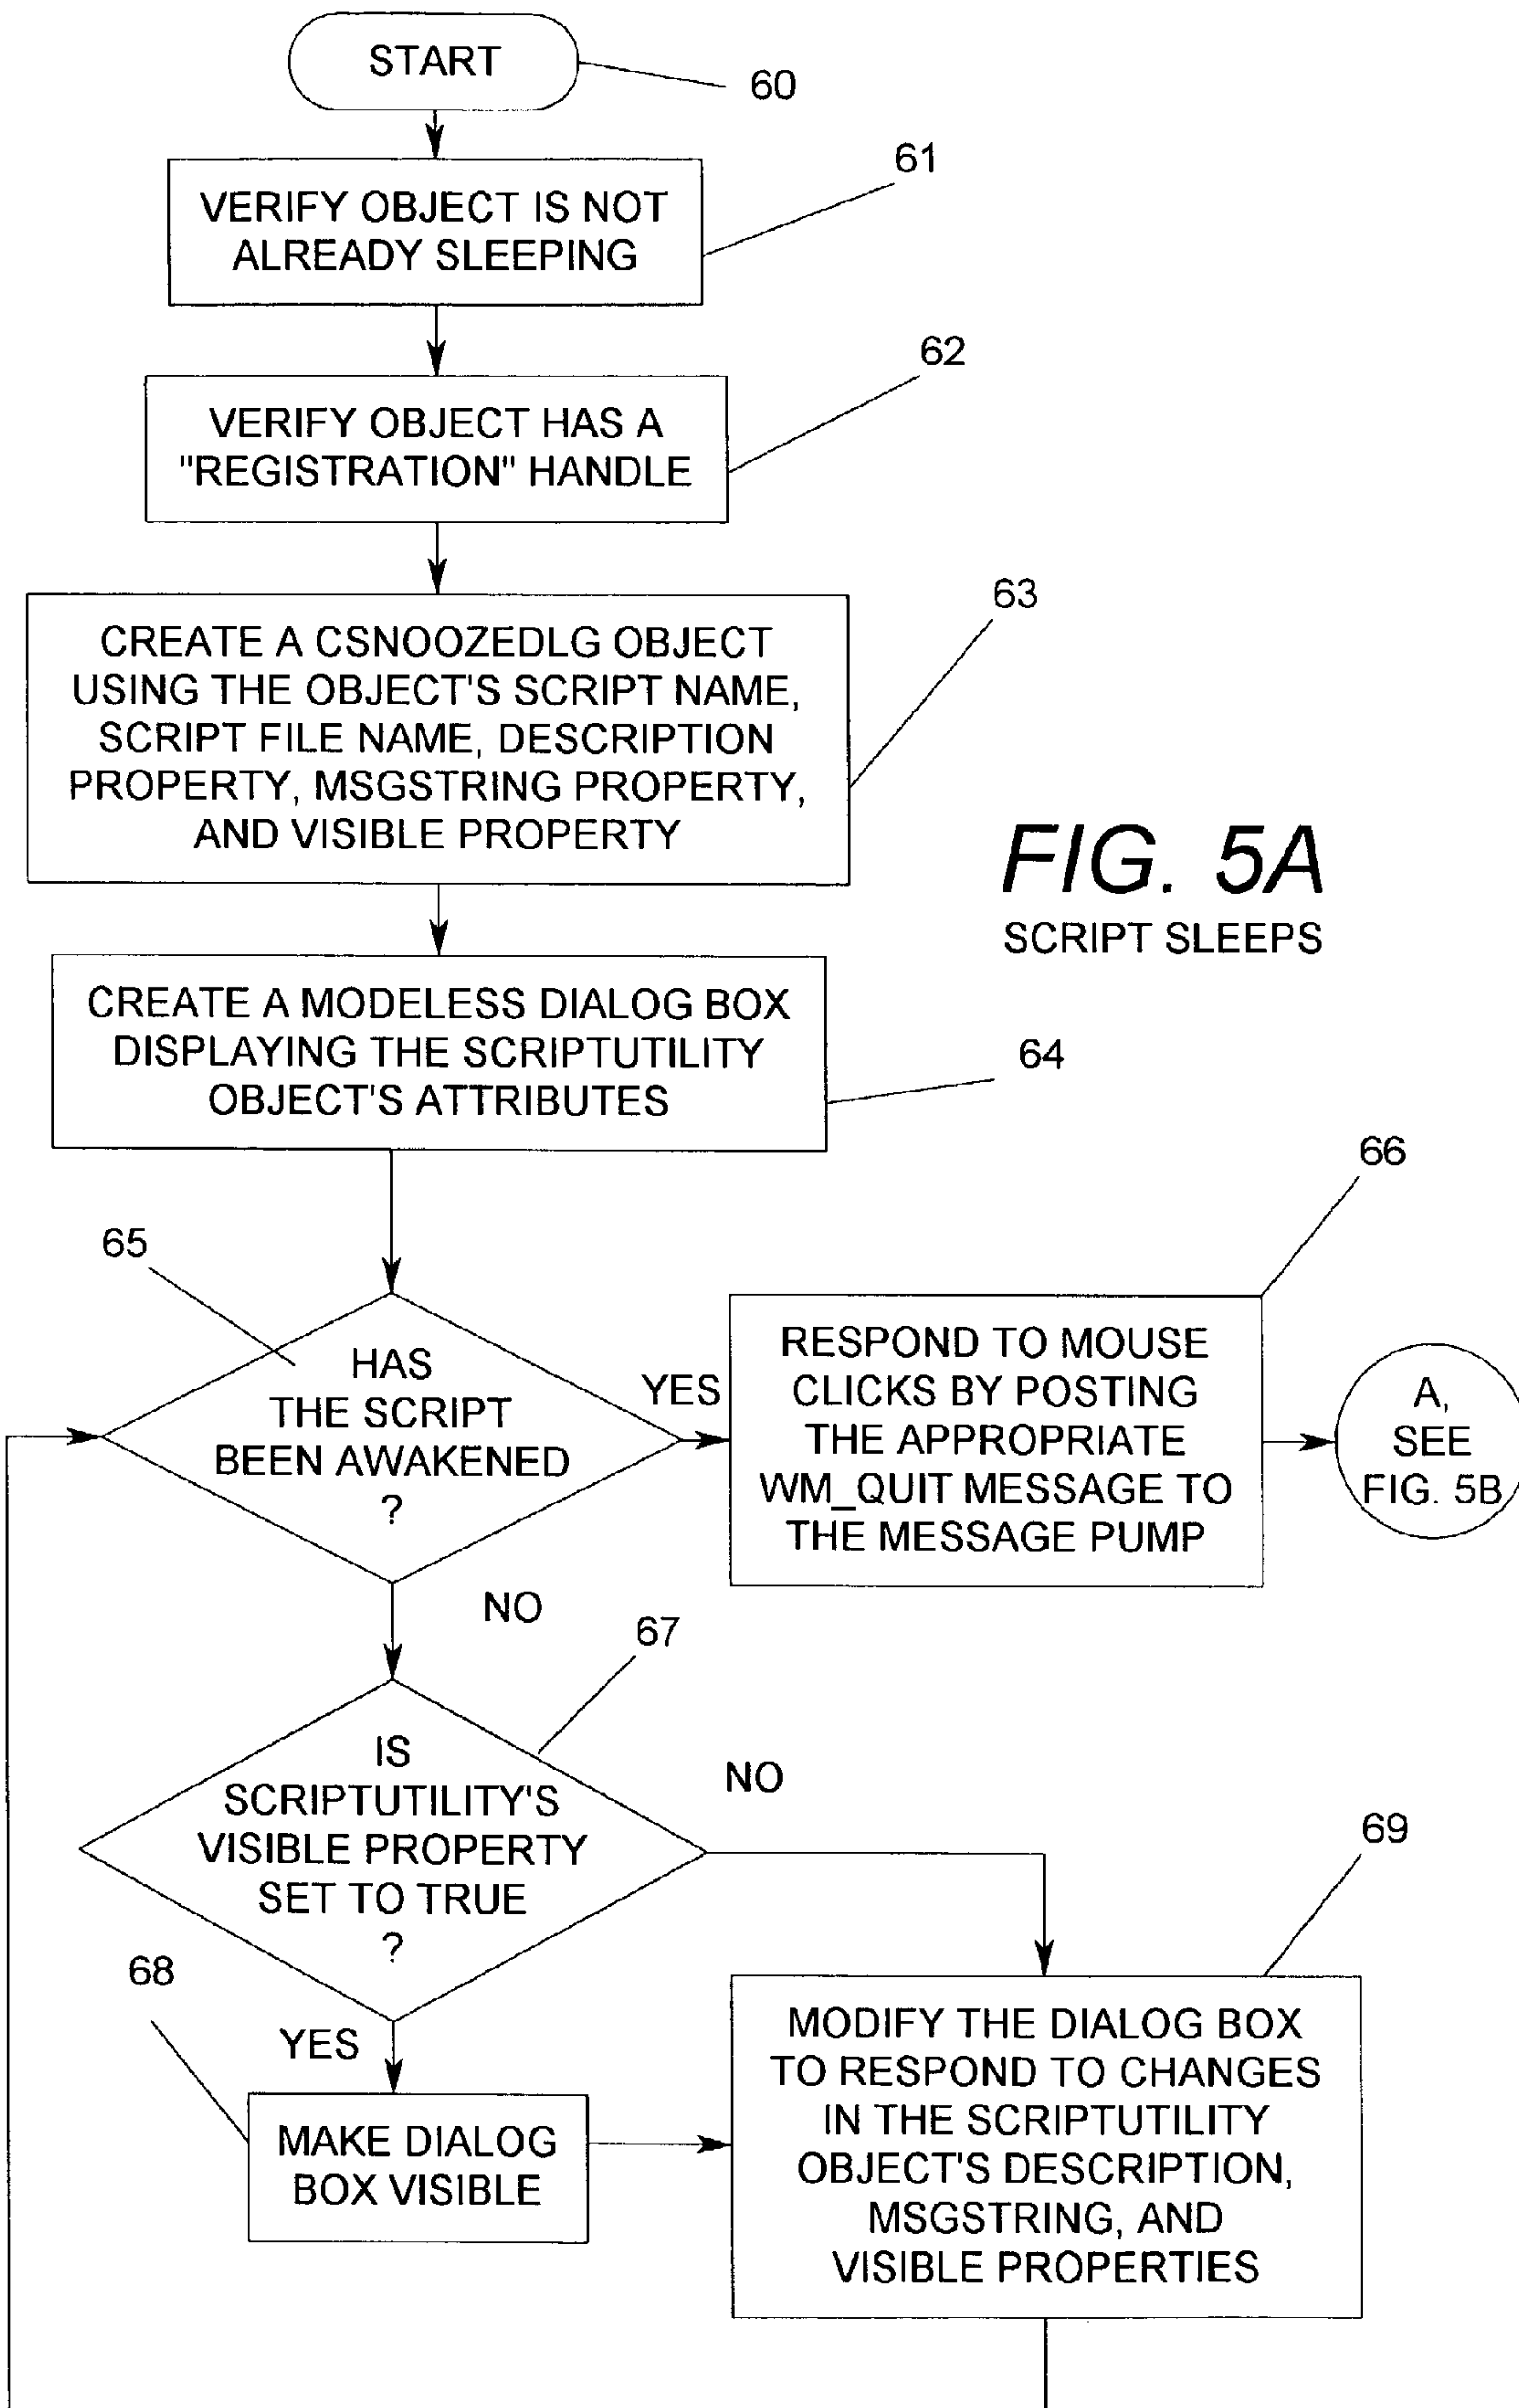 START
60
61
VERIFY OBJECT IS NOT
ALREADY SLEEPING
62
VERIFY OBJECT HAS A
"REGISTRATION" HANDLE
63
CREATE A CSNOOZEDLG OBJECT
USING THE OBJECT'S SCRIPT NAME,
SCRIPT FILE NAME, DESCRIPTION
PROPERTY, MSGSTRING PROPERTY,
AND VISIBLE PROPERTY
FIG. 5A
SCRIPT SLEEPS
CREATE A MODELESS DIALOG BOX
DISPLAYING THE SCRIPTUTILITY
OBJECT'S ATTRIBUTES
64
65
HAS
THE SCRIPT
BEEN AWAKENED
?
YES
66
RESPOND TO MOUSE
CLICKS BY POSTING
THE APPROPRIATE
WM_QUIT MESSAGE TO
THE MESSAGE PUMP
A,
SEE
FIG. 5B
NO
67
IS
SCRIPTUTILITY'S
VISIBLE PROPERTY
SET TO TRUE
?
NO
68
YES
MAKE DIALOG
BOX VISIBLE
69
MODIFY THE DIALOG BOX
TO RESPOND TO CHANGES
IN THE SCRIPTUTILITY
OBJECT'S DESCRIPTION,
MSGSTRING, AND
VISIBLE PROPERTIES